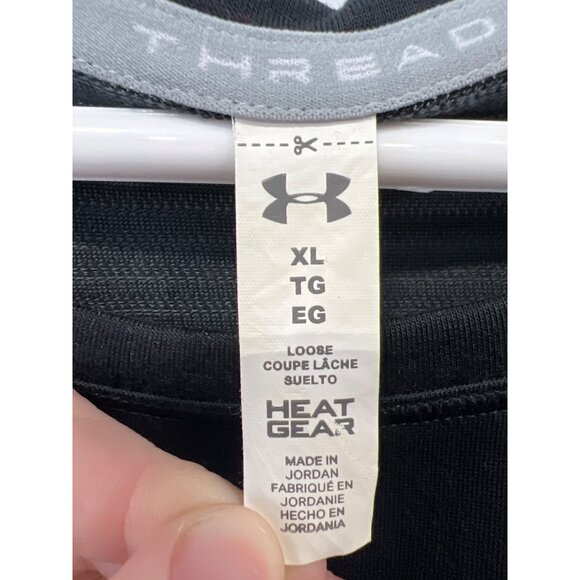 THREAD
XL
TG
EG
LOOSE
COUPE LÂCHE
SUELTO
HEAT
GEAR
MADE IN
JORDAN
FABRIQUÉ EN
JORDANIE
HECHO EN
JORDANIA